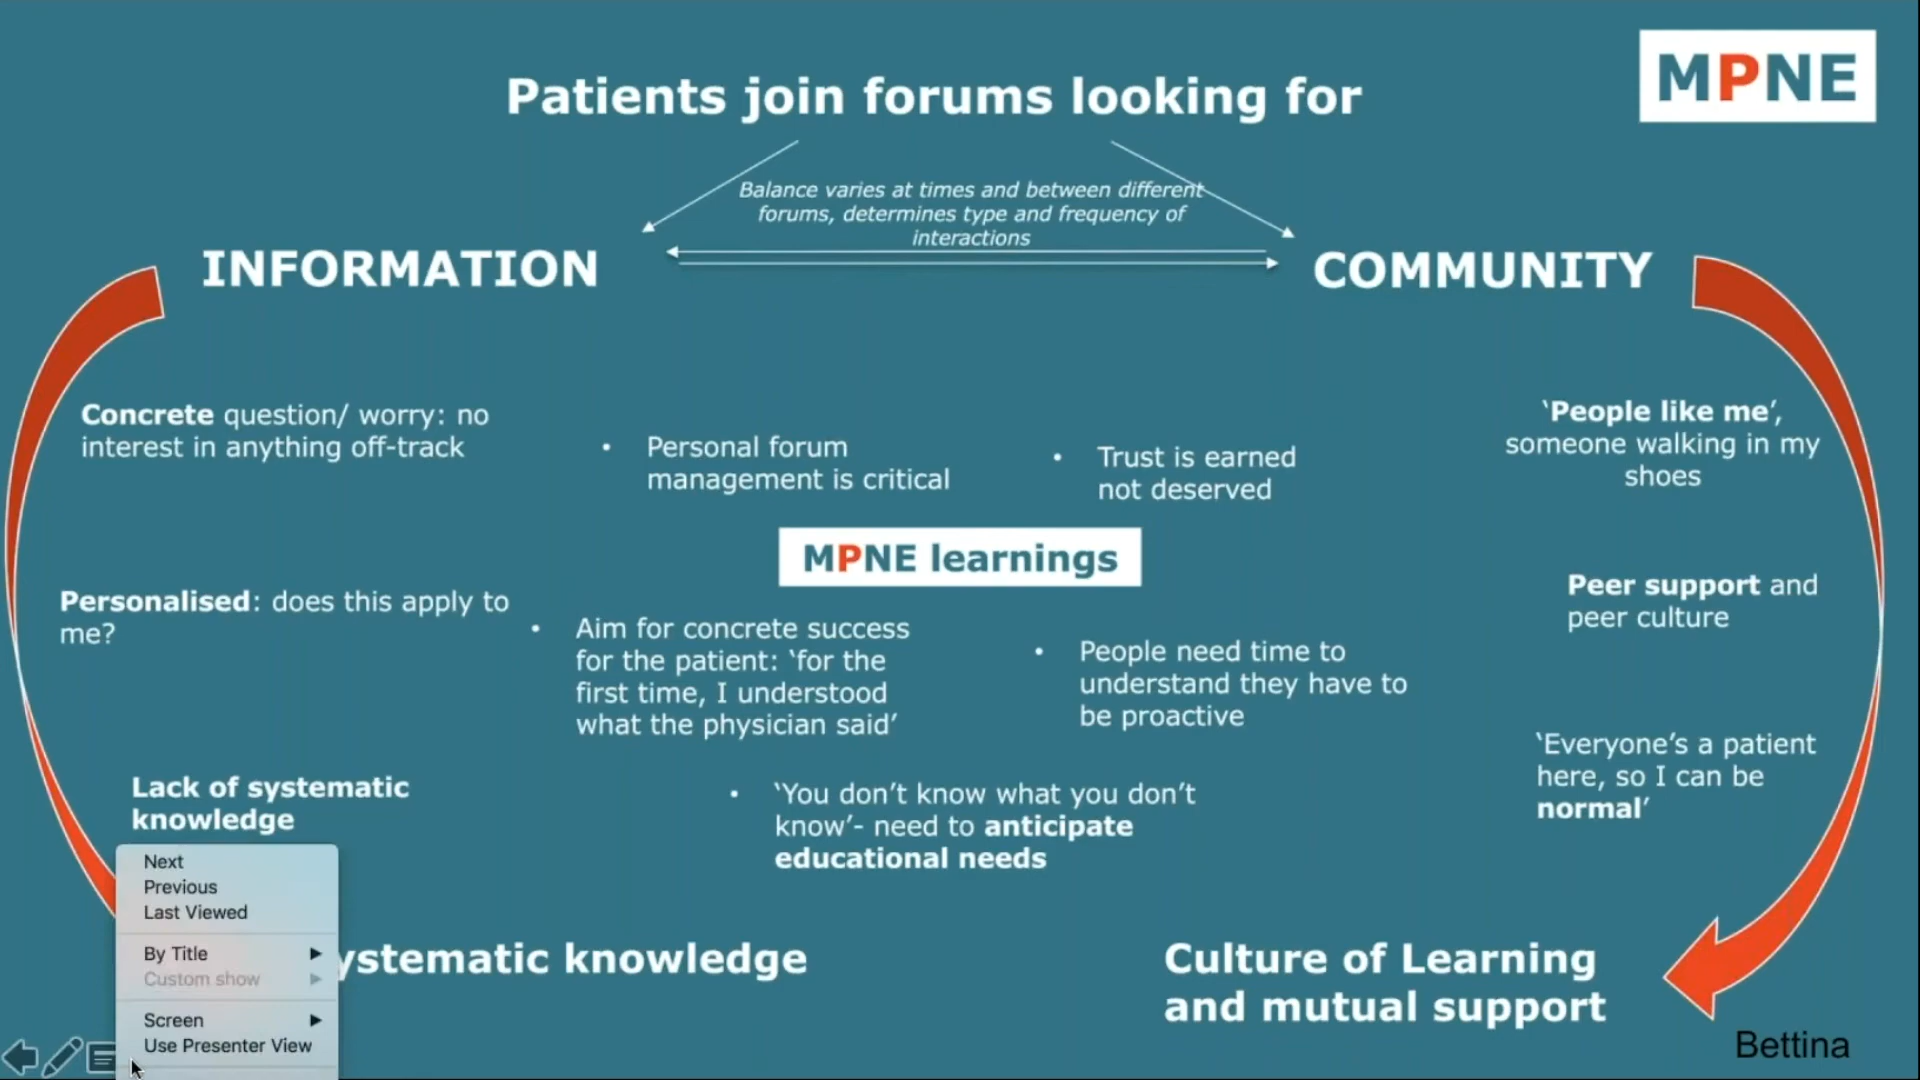 MPNE
Patients join forums looking for
Balance varies at times and between different
forums, determines type and frequency of
interactions
INFORMATION
COMMUNITY
Concrete question/ worry: no
interest in anything off-track
Personalised: does this apply to
me?
Lack of systematic
knowledge
• Personal forum
management is critical
• Trust is earned
not deserved
MPNE learnings
• Aim for concrete success
for the patient: ‘for the
first time, I understood
what the physician said’
• People need time to
understand they have to
be proactive
• ‘You don’t know what you don’t
know’- need to anticipate
educational needs
‘People like me’,
someone walking in my
shoes
Peer support and
peer culture
‘Everyone’s a patient
here, so I can be
normal’
ystematic knowledge
Culture of Learning
and mutual support
Next
Previous
Last Viewed
By Title
Custom show
Screen
Use Presenter View
Bettina